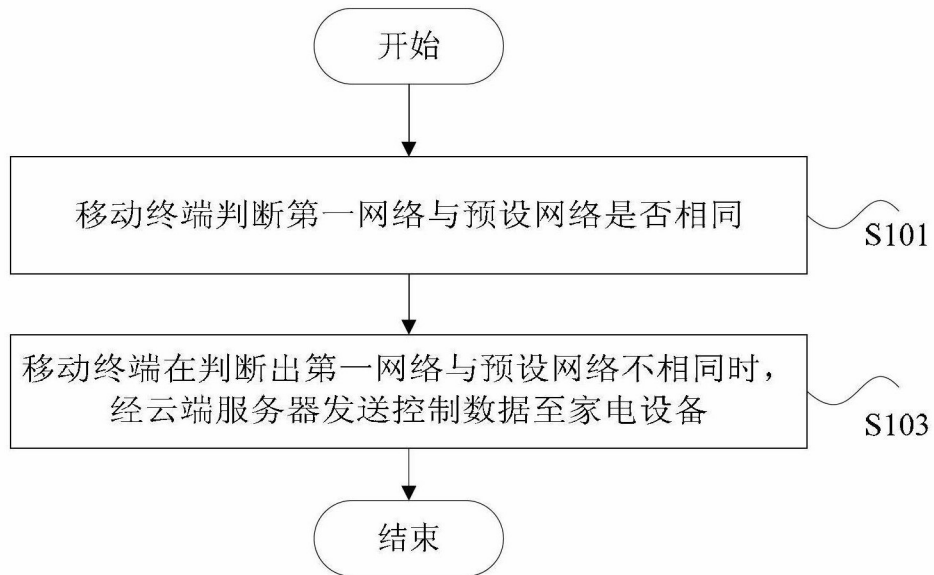 开始
移动终端判断第一网络与预设网络是否相同
S101
移动终端在判断出第一网络与预设网络不相同时，
经云端服务器发送控制数据至家电设备
S103
结束